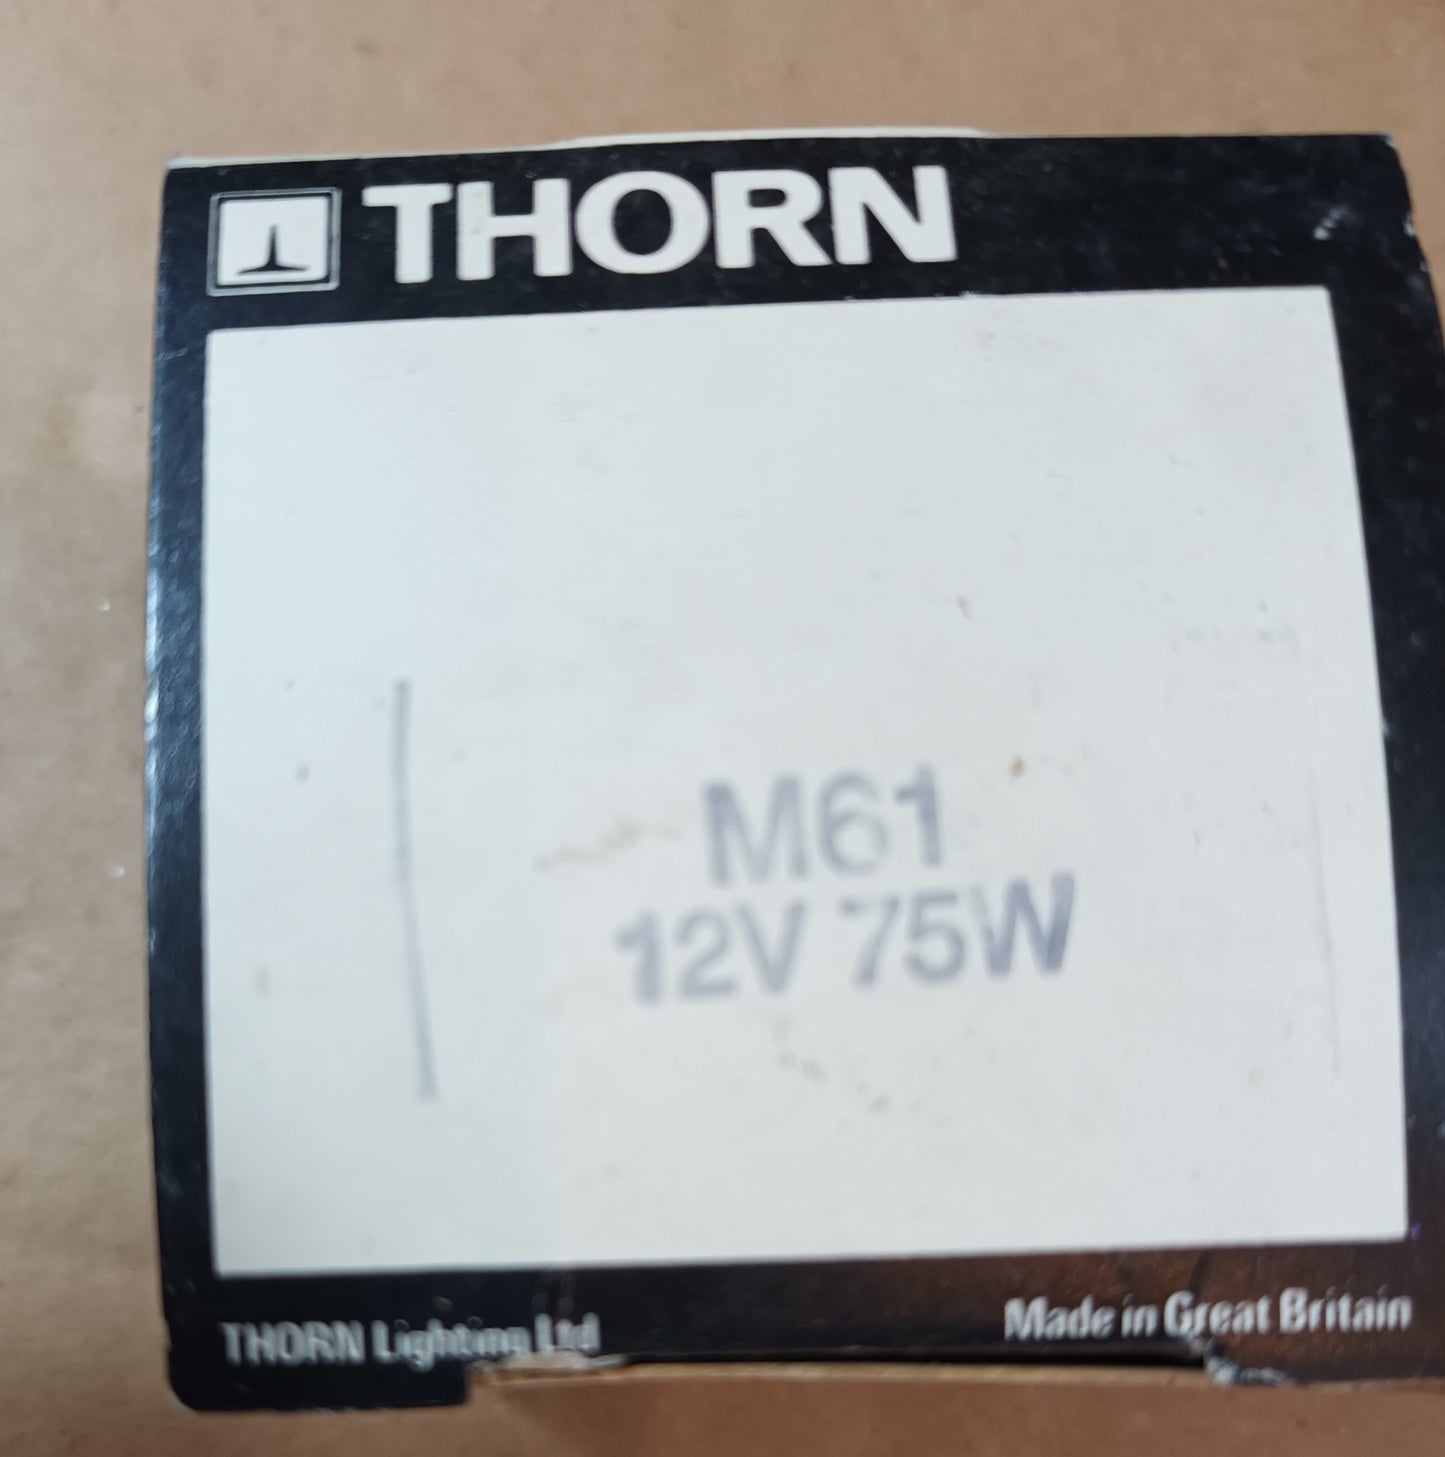 THORN
M61
12V 75W
THORN Lighting Ltd
Made in Great Britain